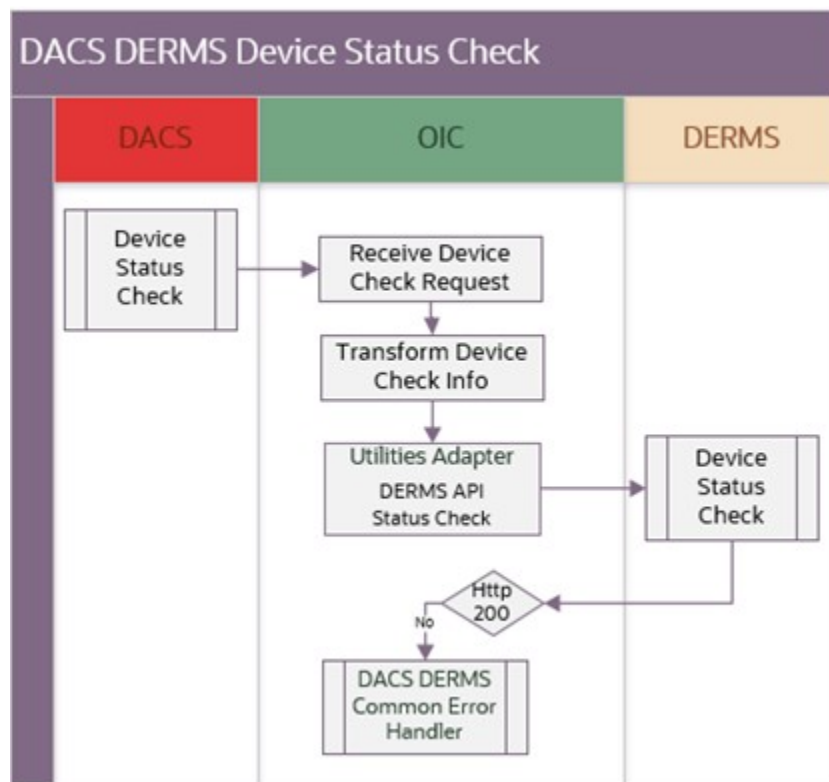 DACS DERMS Device Status Check
DACS
OIC
DERMS
Device
Status
Check
Receive Device
Check Request
Transform Device
Check Info
Utilities Adapter
DERMS API
Status Check
Device
Status
Check
Http
200
No
DACS DERMS
Common Error
Handler